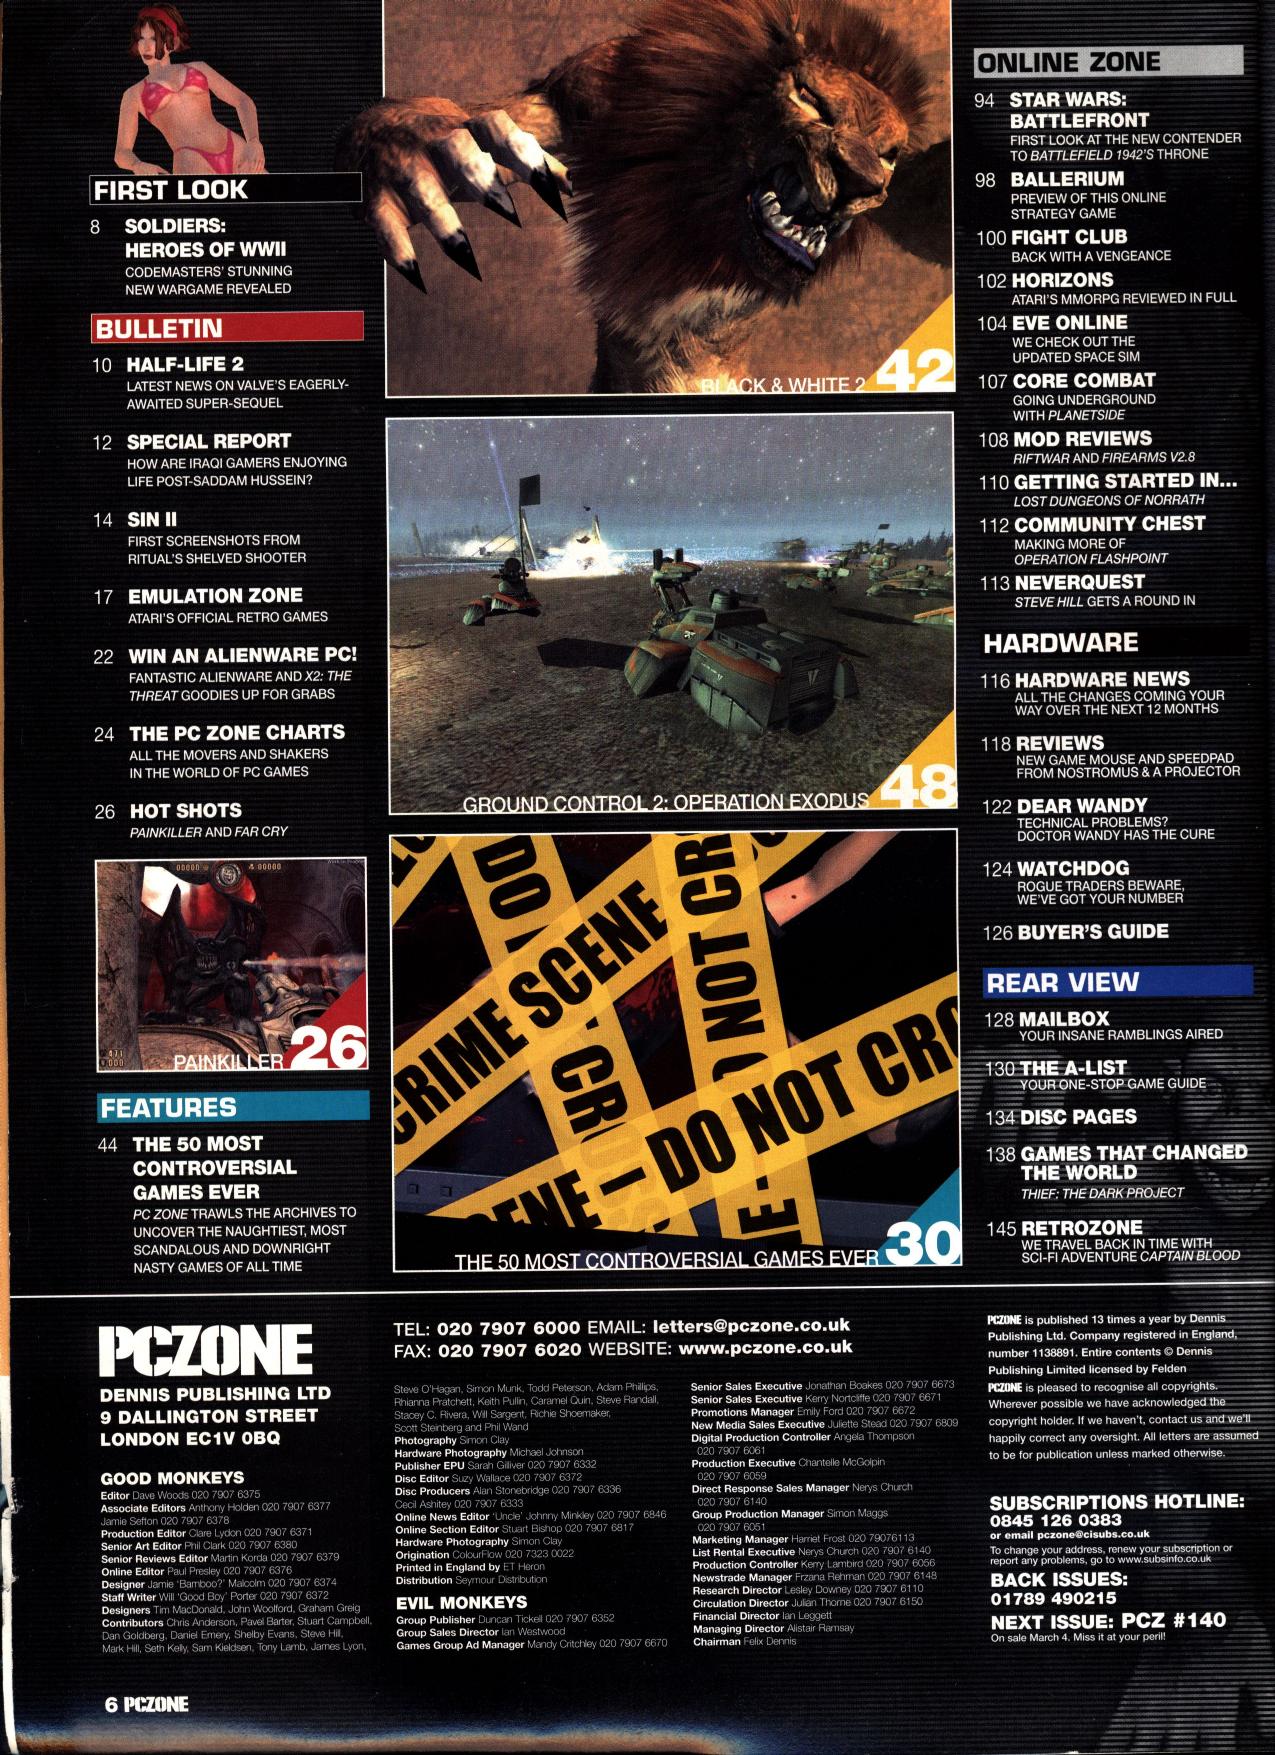 FIRST LOOK
8 SOLDIERS:
HEROES OF WWII
CODEMASTERS' STUNNING
NEW WARGAME REVEALED
BULLETIN
10 HALF-LIFE 2
LATEST NEWS ON VALVE'S EAGERLY-
AWAITED SUPER-SEQUEL
12 SPECIAL REPORT
HOW ARE IRAQI GAMERS ENJOYING
LIFE POST-SADDAM HUSSEIN?
14 SIN II
FIRST SCREENSHOTS FROM
RITUAL'S SHELVED SHOOTER
17 EMULATION ZONE
ATARI'S OFFICIAL RETRO GAMES
22 WIN AN ALIENWARE PC!
FANTASTIC ALIENWARE AND X2: THE
THREAT GOODIES UP FOR GRABS
24 THE PC ZONE CHARTS
ALL THE MOVERS AND SHAKERS
IN THE WORLD OF PC GAMES
26 HOT SHOTS
PAINKILLER AND FAR CRY
PAINKILLER 26
FEATURES
44 THE 50 MOST
CONTROVERSIAL
GAMES EVER
PC ZONE TRAWLS THE ARCHIVES TO
UNCOVER THE NAUGHTIEST, MOST
SCANDALOUS AND DOWNRIGHT
NASTY GAMES OF ALL TIME
BLACK & WHITE 2 42
GROUND CONTROL 2: OPERATION EXODUS 48
CRIME SCENE
DO NOT CRO
THE 50 MOST CONTROVERSIAL GAMES EVER 30
ONLINE ZONE
94 STAR WARS:
BATTLEFRONT
FIRST LOOK AT THE NEW CONTENDER
TO BATTLEFIELD 1942'S THRONE
98 BALLERIUM
PREVIEW OF THIS ONLINE
STRATEGY GAME
100 FIGHT CLUB
BACK WITH A VENGEANCE
102 HORIZONS
ATARI'S MMORPG REVIEWED IN FULL
104 EVE ONLINE
WE CHECK OUT THE
UPDATED SPACE SIM
107 CORE COMBAT
GOING UNDERGROUND
WITH PLANETSIDE
108 MOD REVIEWS
RIFTWAR AND FIREARMS V2.8
110 GETTING STARTED IN...
LOST DUNGEONS OF NORRATH
112 COMMUNITY CHEST
MAKING MORE OF
OPERATION FLASHPOINT
113 NEVERQUEST
STEVE HILL GETS A ROUND IN
HARDWARE
116 HARDWARE NEWS
ALL THE CHANGES COMING YOUR
WAY OVER THE NEXT 12 MONTHS
118 REVIEWS
NEW GAME MOUSE AND SPEEDPAD
FROM NOSTROMUS & A PROJECTOR
122 DEAR WANDY
TECHNICAL PROBLEMS?
DOCTOR WANDY HAS THE CURE
124 WATCHDOG
ROGUE TRADERS BEWARE,
WE'VE GOT YOUR NUMBER
126 BUYER'S GUIDE
REAR VIEW
128 MAILBOX
YOUR INSANE RAMBLINGS AIRED
130 THE A-LIST
YOUR ONE-STOP GAME GUIDE
134 DISC PAGES
138 GAMES THAT CHANGED
THE WORLD
THIEF: THE DARK PROJECT
145 RETROZONE
WE TRAVEL BACK IN TIME WITH
SCI-FI ADVENTURE CAPTAIN BLOOD
PCZONE
DENNIS PUBLISHING LTD
9 DALLINGTON STREET
LONDON EC1V 0BQ
GOOD MONKEYS
Editor Dave Woods 020 7907 6375
Associate Editors Anthony Holden 020 7907 6377
Jamie Sefton 020 7907 6378
Production Editor Clare Lydon 020 7907 6371
Senior Art Editor Phil Clark 020 7907 6380
Senior Reviews Editor Martin Korda 020 7907 6379
Online Editor Paul Presley 020 7907 6376
Designer Jamie 'Bamboo?' Malcolm 020 7907 6374
Staff Writer Will 'Good Boy' Porter 020 7907 6372
Designers Tim MacDonald, John Woolford, Graham Greig
Contributors Chris Anderson, Pavel Barter, Stuart Campbell,
Dan Goldberg, Daniel Emery, Shelby Evans, Steve Hill,
Mark Hill, Seth Kelly, Sam Kieldsen, Tony Lamb, James Lyon,
TEL: 020 7907 6000 EMAIL: letters@pczone.co.uk
FAX: 020 7907 6020 WEBSITE: www.pczone.co.uk
Steve O'Hagan, Simon Munk, Todd Peterson, Adam Phillips,
Rhianna Pratchett, Keith Pullin, Caramel Quin, Steve Randall,
Stacey C. Rivera, Will Sargent, Richie Shoemaker,
Scott Steinberg and Phil Wand
Photography Simon Clay
Hardware Photography Michael Johnson
Publisher EPU Sarah Gilliver 020 7907 6332
Disc Editor Suzy Wallace 020 7907 6372
Disc Producers Alan Stonebridge 020 7907 6336
Cecil Ashitey 020 7907 6333
Online News Editor 'Uncle' Johnny Minkley 020 7907 6846
Online Section Editor Stuart Bishop 020 7907 6817
Hardware Photography Simon Clay
Origination ColourFlow 020 7323 0022
Printed in England by ET Heron
Distribution Seymour Distribution
EVIL MONKEYS
Group Publisher Duncan Tickell 020 7907 6352
Group Sales Director Ian Westwood
Games Group Ad Manager Mandy Critchley 020 7907 6670
Senior Sales Executive Jonathan Boakes 020 7907 6673
Senior Sales Executive Kerry Nortcliffe 020 7907 6671
Promotions Manager Emily Ford 020 7907 6672
New Media Sales Executive Juliette Stead 020 7907 6809
Digital Production Controller Angela Thompson
020 7907 6061
Production Executive Chantelle McGolpin
020 7907 6059
Direct Response Sales Manager Nerys Church
020 7907 6140
Group Production Manager Simon Maggs
020 7907 6051
Marketing Manager Harriet Frost 020 79076113
List Rental Executive Nerys Church 020 7907 6140
Production Controller Kerry Lambird 020 7907 6056
Newstrade Manager Frzana Rehman 020 7907 6148
Research Director Lesley Downey 020 7907 6110
Circulation Director Julian Thorne 020 7907 6150
Financial Director Ian Leggett
Managing Director Alistair Ramsay
Chairman Felix Dennis
PCZONE is published 13 times a year by Dennis
Publishing Ltd. Company registered in England,
number 1138891. Entire contents © Dennis
Publishing Limited licensed by Felden
PCZONE is pleased to recognise all copyrights.
Wherever possible we have acknowledged the
copyright holder. If we haven't, contact us and we'll
happily correct any oversight. All letters are assumed
to be for publication unless marked otherwise.
SUBSCRIPTIONS HOTLINE:
0845 126 0383
or email pczone@cisubs.co.uk
To change your address, renew your subscription or
report any problems, go to www.subsinfo.co.uk
BACK ISSUES:
01789 490215
NEXT ISSUE: PCZ #140
On sale March 4. Miss it at your peril!
6 PCZONE